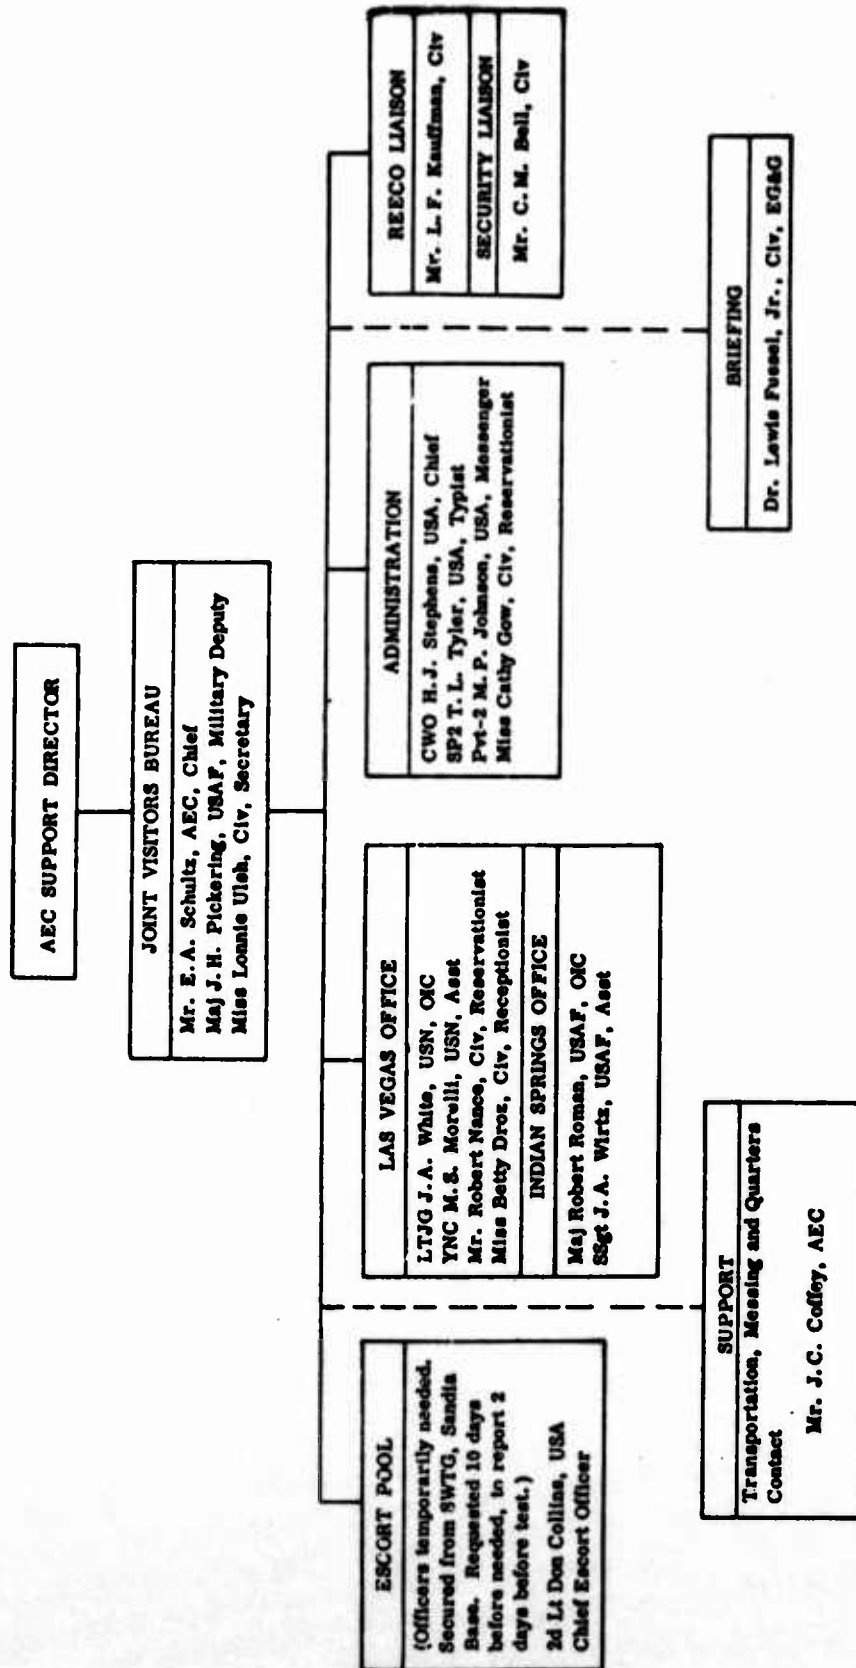 AEC SUPPORT DIRECTOR
JOINT VISITORS BUREAU
Mr. E.A. Schultz, AEC, Chief
Maj J.H. Pickering, USAF, Military Deputy
Miss Lonnie Ulsh, Civ, Secretary
ESCORT POOL
(Officers temporarily needed.
Secured from SWTG, Sandia
Base. Requested 10 days
before needed, to report 2
days before test.)
2d Lt Don Collins, USA
Chief Escort Officer
LAS VEGAS OFFICE
LTJG J.A. White, USN, OIC
YNC M.S. Morelli, USN, Asst
Mr. Robert Nance, Civ, Reservationist
Miss Betty Droz, Civ, Receptionist
INDIAN SPRINGS OFFICE
Maj Robert Roman, USAF, OIC
SSgt J.A. Wirtz, USAF, Asst
ADMINISTRATION
CWO H.J. Stephens, USA, Chief
SP2 T.L. Tyler, USA, Typist
Pvt-2 M.P. Johnson, USA, Messenger
Miss Cathy Gow, Civ, Reservationist
REECO LIAISON
Mr. L.F. Kauffman, Civ
SECURITY LIAISON
Mr. C.M. Bell, Civ
SUPPORT
Transportation, Messing and Quarters
Contact
Mr. J.C. Coffey, AEC
BRIEFING
Dr. Lewis Fussel, Jr., Civ, EG&G